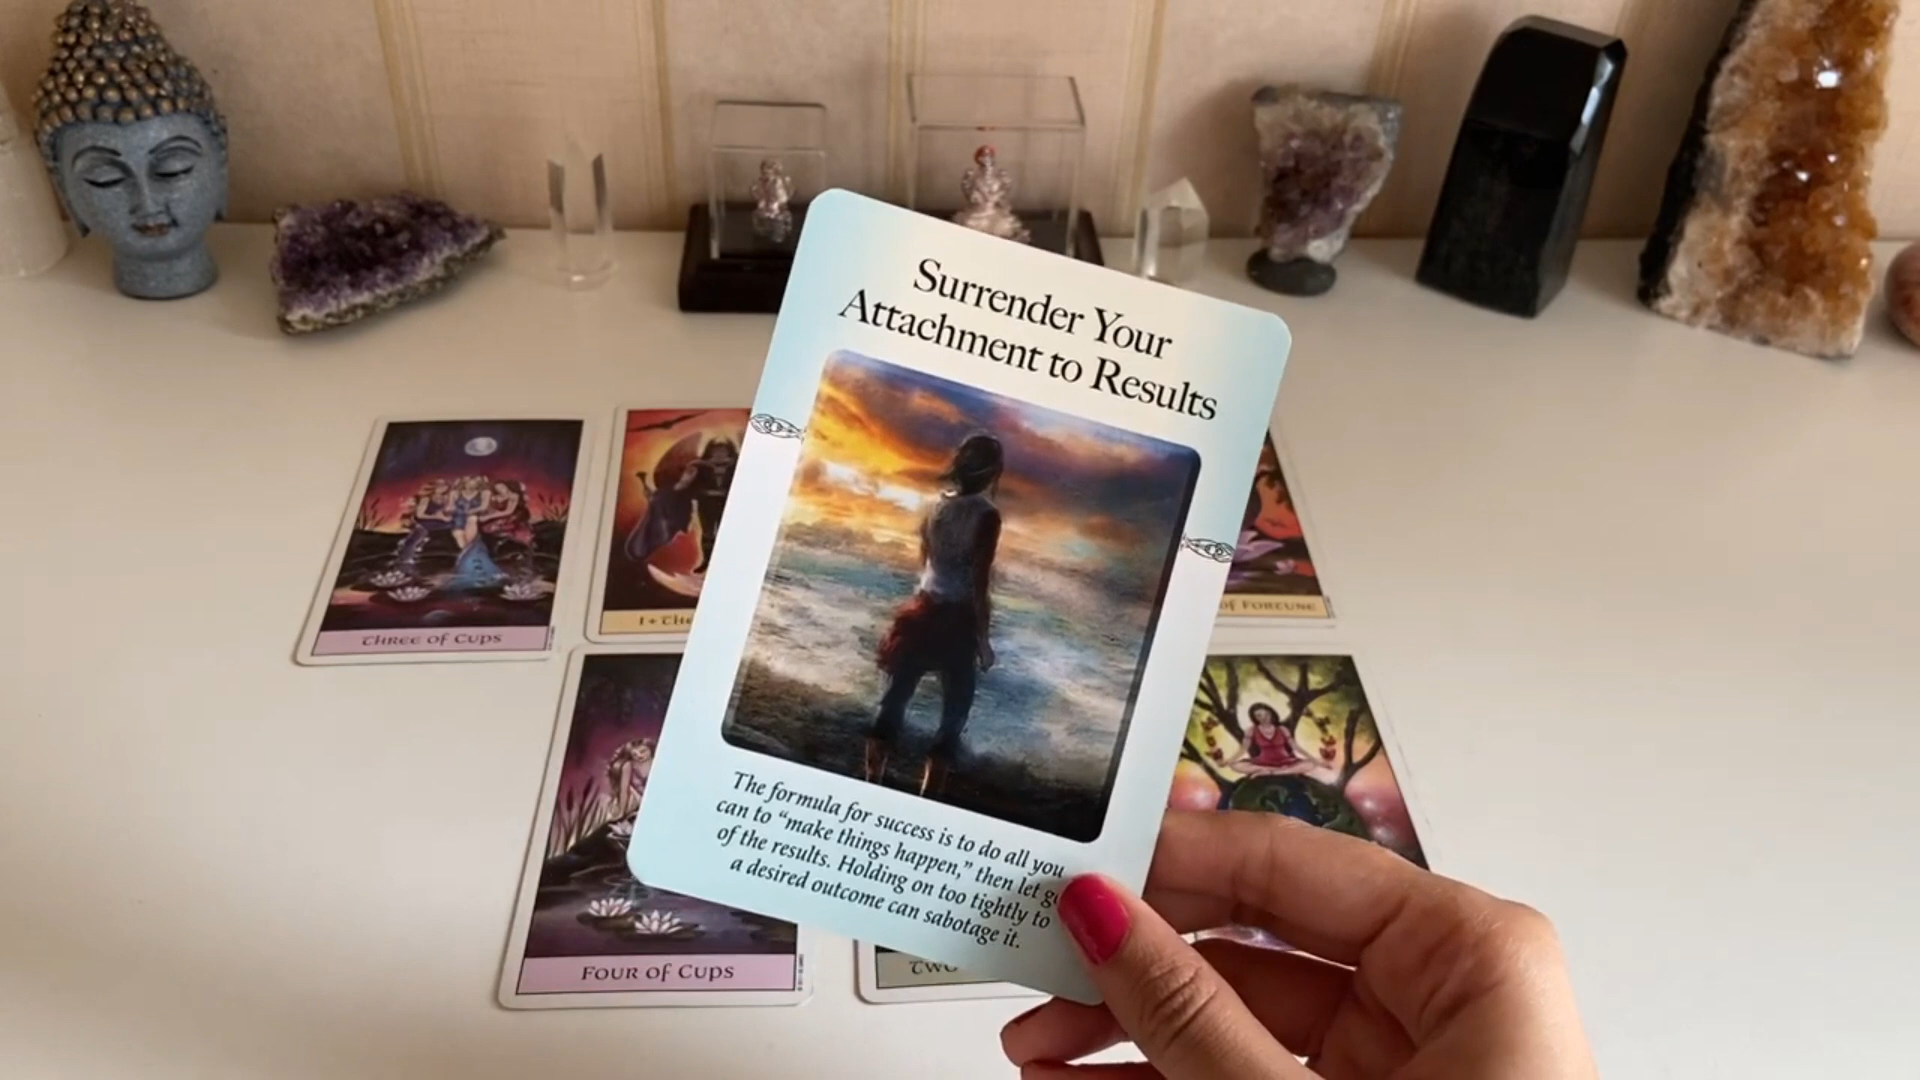 Surrender Your
Attachment to Results
The formula for success is to do all you
can to “make things happen,” then let
of the results. Holding on too tightly to
a desired outcome can sabotage it.
THREE OF CUPS
I
OF FORTUNE
FOUR OF CUPS
TWO